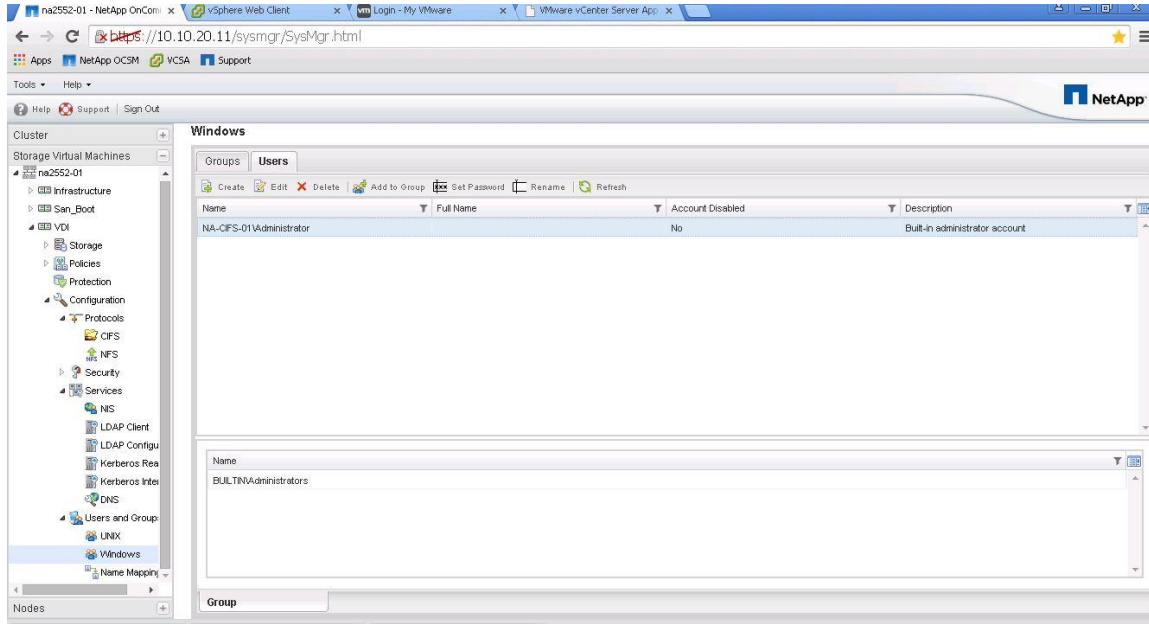 na2552-01 - NetApp OnCom
vSphere Web Client
vm Login - My VMware
VMware vCenter Server App
https://10.10.20.11/sysmgr/SysMgr.html
Apps NetApp OCSM VCSA Support
Tools Help
Help Support Sign Out
NetApp
Cluster
Storage Virtual Machines
na2552-01
Infrastructure
San_Boot
VDI
Storage
Policies
Protection
Configuration
Protocols
CIFS
NFS
Security
Services
NIS
LDAP Client
LDAP Configu
Kerberos Rea
Kerberos Inter
DNS
Users and Group
UNIX
Windows
Name Mapping
Nodes
Windows
Groups Users
Create Edit Delete Add to Group Set Password Rename Refresh
Name Full Name Account Disabled Description
NA-CIFS-01\Administrator No Built-in administrator account
Name
BUILTIN\Administrators
Group